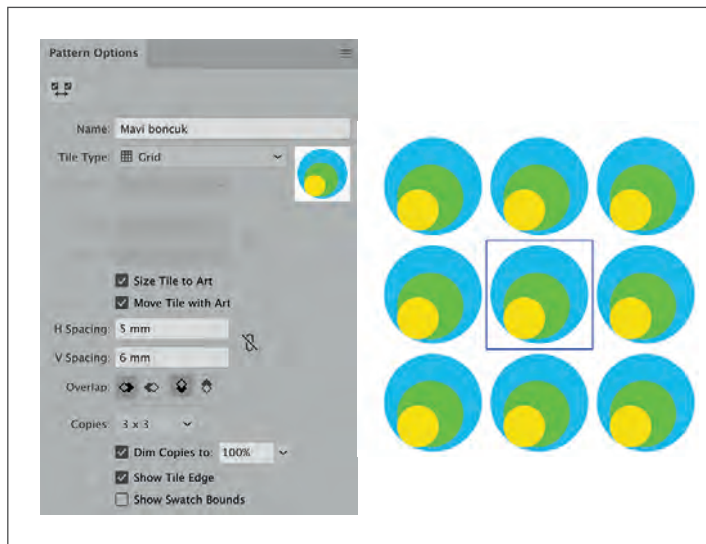 Pattern Options
Name: Mavi boncuk
Tile Type: Grid
Size Tile to Art
Move Tile with Art
H Spacing: 5 mm
V Spacing: 6 mm
Overlap:
Copies: 3 x 3
Dim Copies to: 100%
Show Tile Edge
Show Swatch Bounds